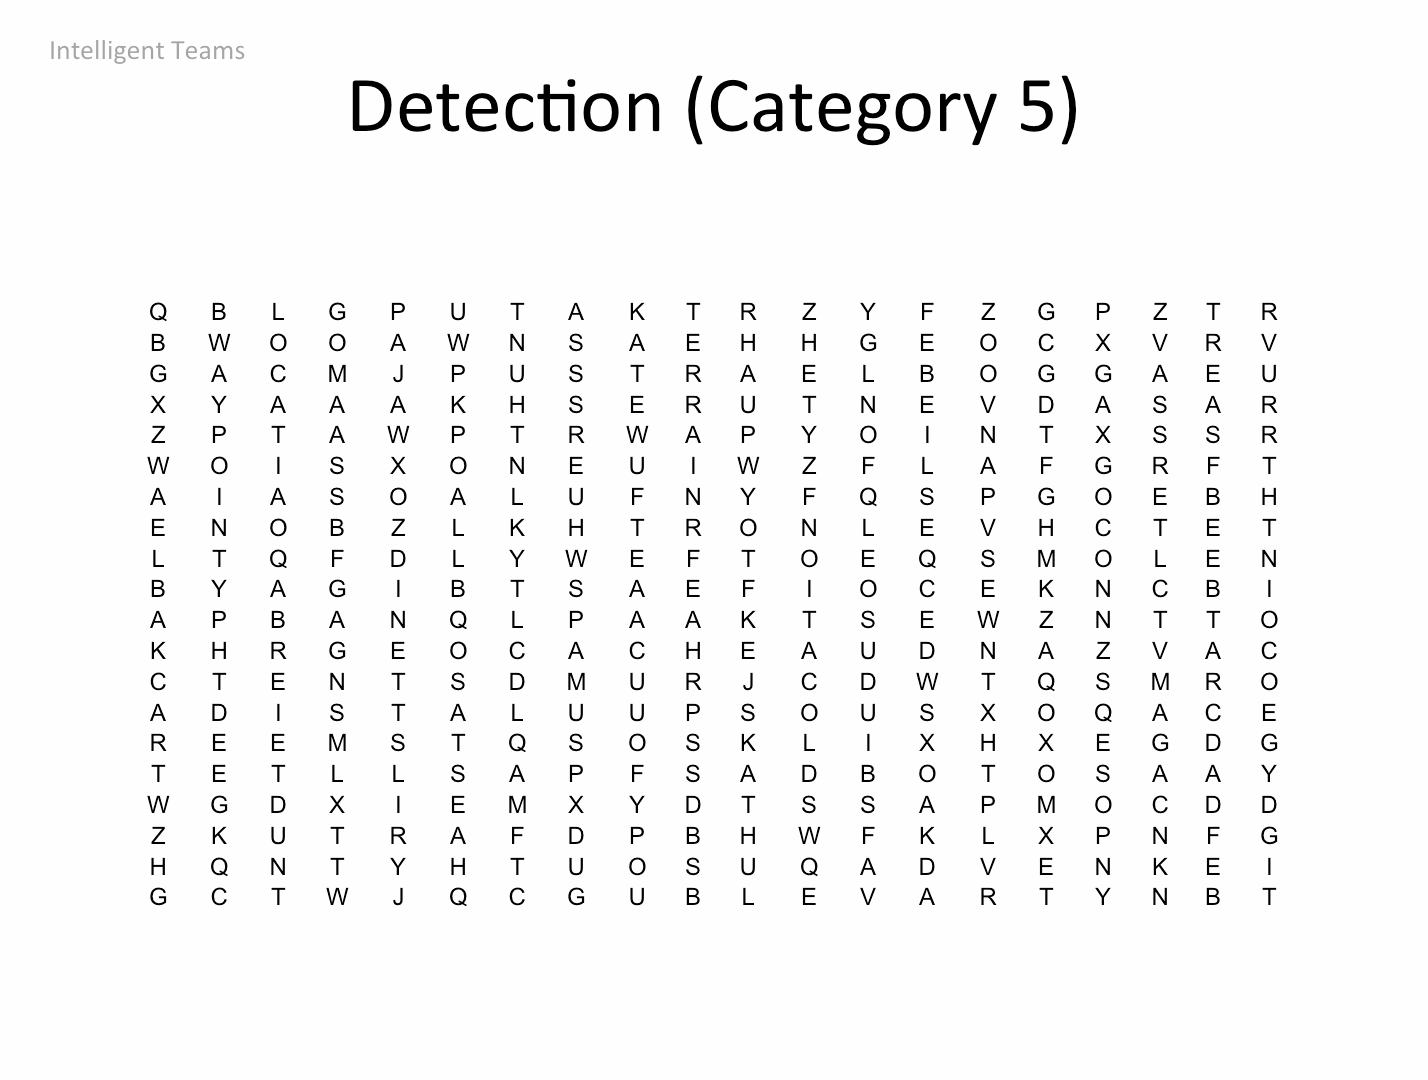 Intelligent Teams
Detection (Category 5)
Q B L G P U T A K T R Z Y F Z G P Z T R
B W O O A W N S A E H H G E O C X V R V
G A C M J P U S T R A E L B O G G A E U
X Y A A A K H S E R U T N E V D A S A R
Z P T A W P T R W A P Y O I N T X S S R
W O I S X O N E U I W Z F L A F G R F T
A I A S O A L U F N Y F Q S P G O E B H
E N O B Z L K H T R O N L E V H C T E T
L T Q F D L Y W E F T O E Q S M O L E N
B Y A G I B T S A E F I O C E K N C B I
A P B A N Q L P A A K T S E W Z N T T O
K H R G E O C A C H E A U D N A Z V A C
C T E N T S D M U R J C D W T Q S M R O
A D I S T A L U U P S O U S X O Q A C E
R E E M S T Q S O S K L I X H X E G D G
T E T L L S A P F S A D B O T O S A A Y
W G D X I E M X Y D T S S A P M O C D D
Z K U T R A F D P B H W F K L X P N F G
H Q N T Y H T U O S U Q A D V E N K E I
G C T W J Q C G U B L E V A R T Y N B T